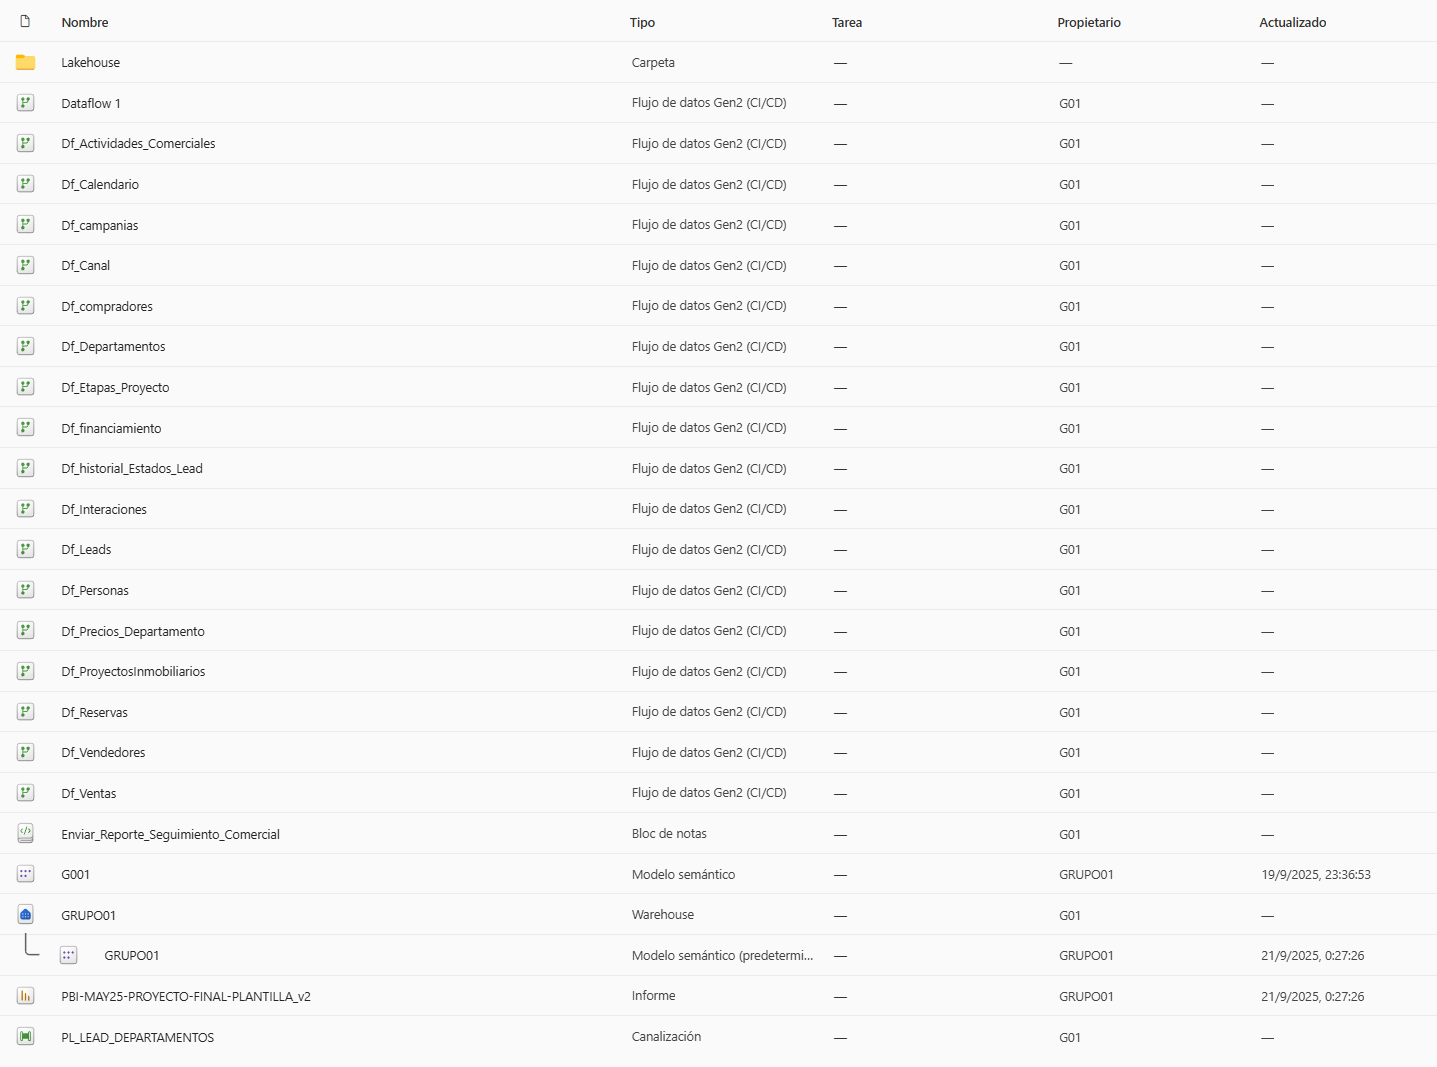 Nombre Tipo Tarea Propietario Actualizado
Lakehouse Carpeta — — —
Dataflow 1 Flujo de datos Gen2 (CI/CD) — G01 —
Df_Actividades_Comerciales Flujo de datos Gen2 (CI/CD) — G01 —
Df_Calendario Flujo de datos Gen2 (CI/CD) — G01 —
Df_campanias Flujo de datos Gen2 (CI/CD) — G01 —
Df_Canal Flujo de datos Gen2 (CI/CD) — G01 —
Df_compradores Flujo de datos Gen2 (CI/CD) — G01 —
Df_Departamentos Flujo de datos Gen2 (CI/CD) — G01 —
Df_Etapas_Proyecto Flujo de datos Gen2 (CI/CD) — G01 —
Df_financiamiento Flujo de datos Gen2 (CI/CD) — G01 —
Df_historial_Estados_Lead Flujo de datos Gen2 (CI/CD) — G01 —
Df_Interaciones Flujo de datos Gen2 (CI/CD) — G01 —
Df_Leads Flujo de datos Gen2 (CI/CD) — G01 —
Df_Personas Flujo de datos Gen2 (CI/CD) — G01 —
Df_Precios_Departamento Flujo de datos Gen2 (CI/CD) — G01 —
Df_ProyectosInmobiliarios Flujo de datos Gen2 (CI/CD) — G01 —
Df_Reservas Flujo de datos Gen2 (CI/CD) — G01 —
Df_Vendedores Flujo de datos Gen2 (CI/CD) — G01 —
Df_Ventas Flujo de datos Gen2 (CI/CD) — G01 —
Enviar_Reporte_Seguimiento_Comercial Bloc de notas — G01 —
G001 Modelo semántico — GRUPO01 19/9/2025, 23:36:53
GRUPO01 Warehouse — G01 —
GRUPO01 Modelo semántico (predetermi... — GRUPO01 21/9/2025, 0:27:26
PBI-MAY25-PROYECTO-FINAL-PLANTILLA_v2 Informe — GRUPO01 21/9/2025, 0:27:26
PL_LEAD_DEPARTAMENTOS Canalización — G01 —